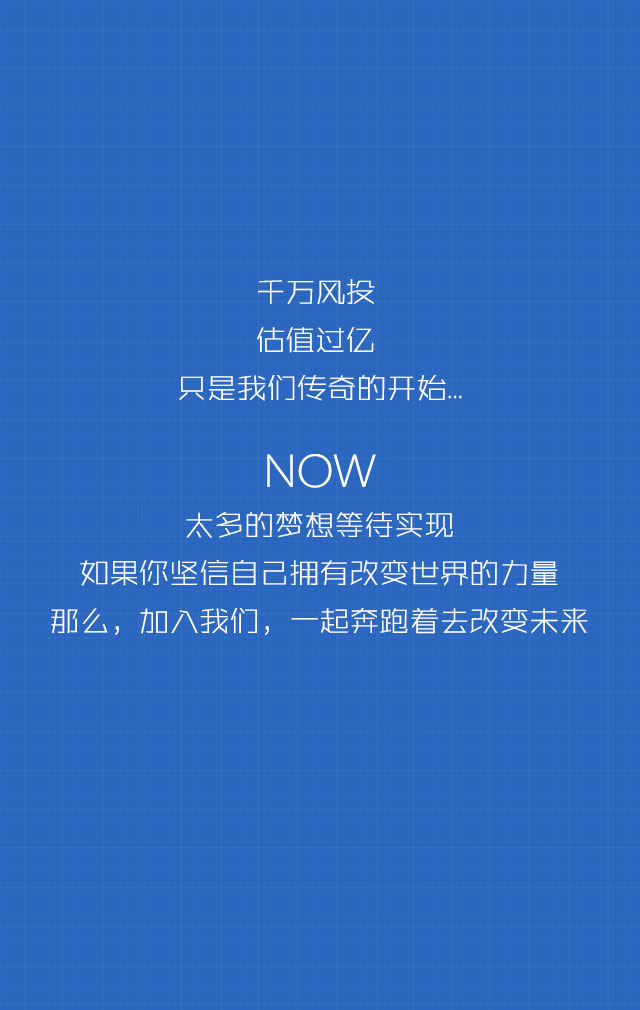 千万风投
估值过亿
只是我们传奇的开始...
NOW
太多的梦想等待实现
如果你坚信自己拥有改变世界的力量
那么，加入我们，一起奔跑着去改变未来